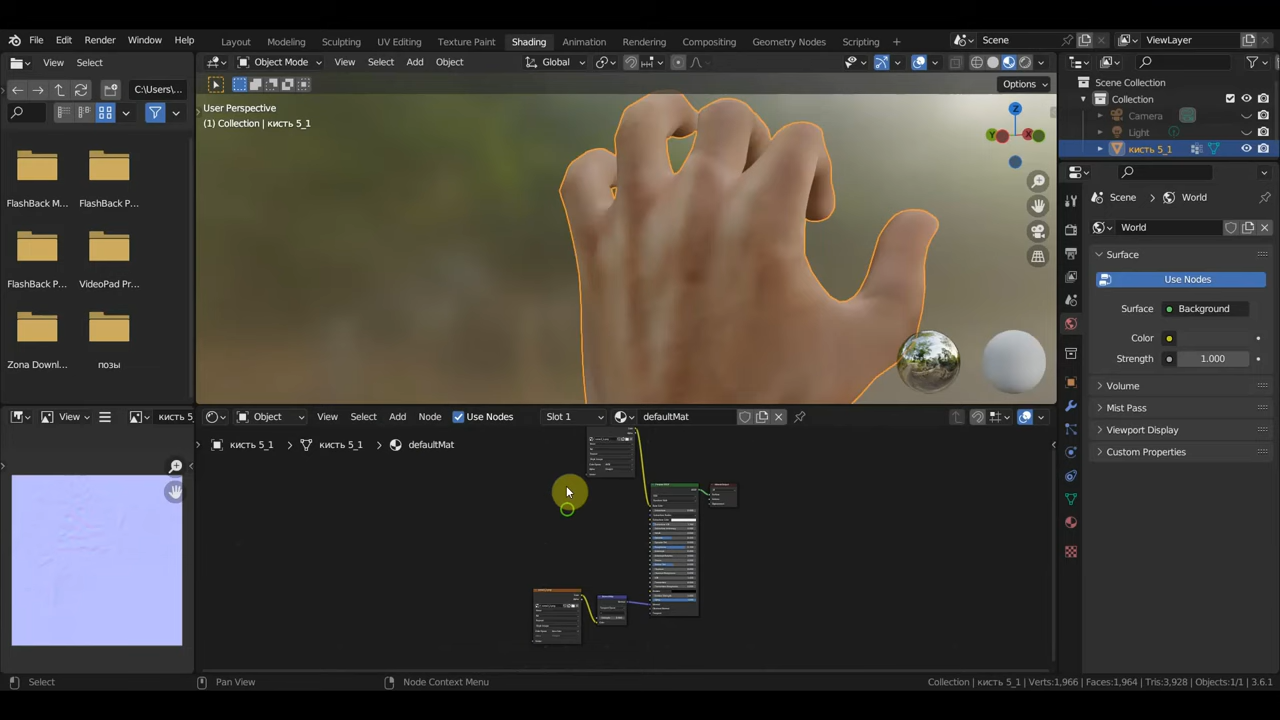 File Edit Render Window Help
Layout Modeling Sculpting UV Editing Texture Paint Shading Animation Rendering Compositing Geometry Nodes Scripting
Scene
ViewLayer
View Select
Object Mode
View Select Add Object
Global
Options
C:\Users\...
FlashBack M...
FlashBack P...
FlashBack P...
VideoPad Pr...
Zona Downl...
позы
User Perspective
(1) Collection | кисть 5_1
Z
Y
X
Scene Collection
Collection
Camera
Light
кисть 5_1
Scene
World
World
Surface
Use Nodes
Surface
Background
Color
Strength
1.000
Volume
Mist Pass
Viewport Display
Custom Properties
View
кисть 5
Object
View Select Add Node
Use Nodes
Slot 1
defaultMat
кисть 5_1
кисть 5_1
defaultMat
Select
Pan View
Node Context Menu
Collection | кисть 5_1 | Verts:1,966 | Faces:1,964 | Tris:3,928 | Objects:1/1 | 3.6.1